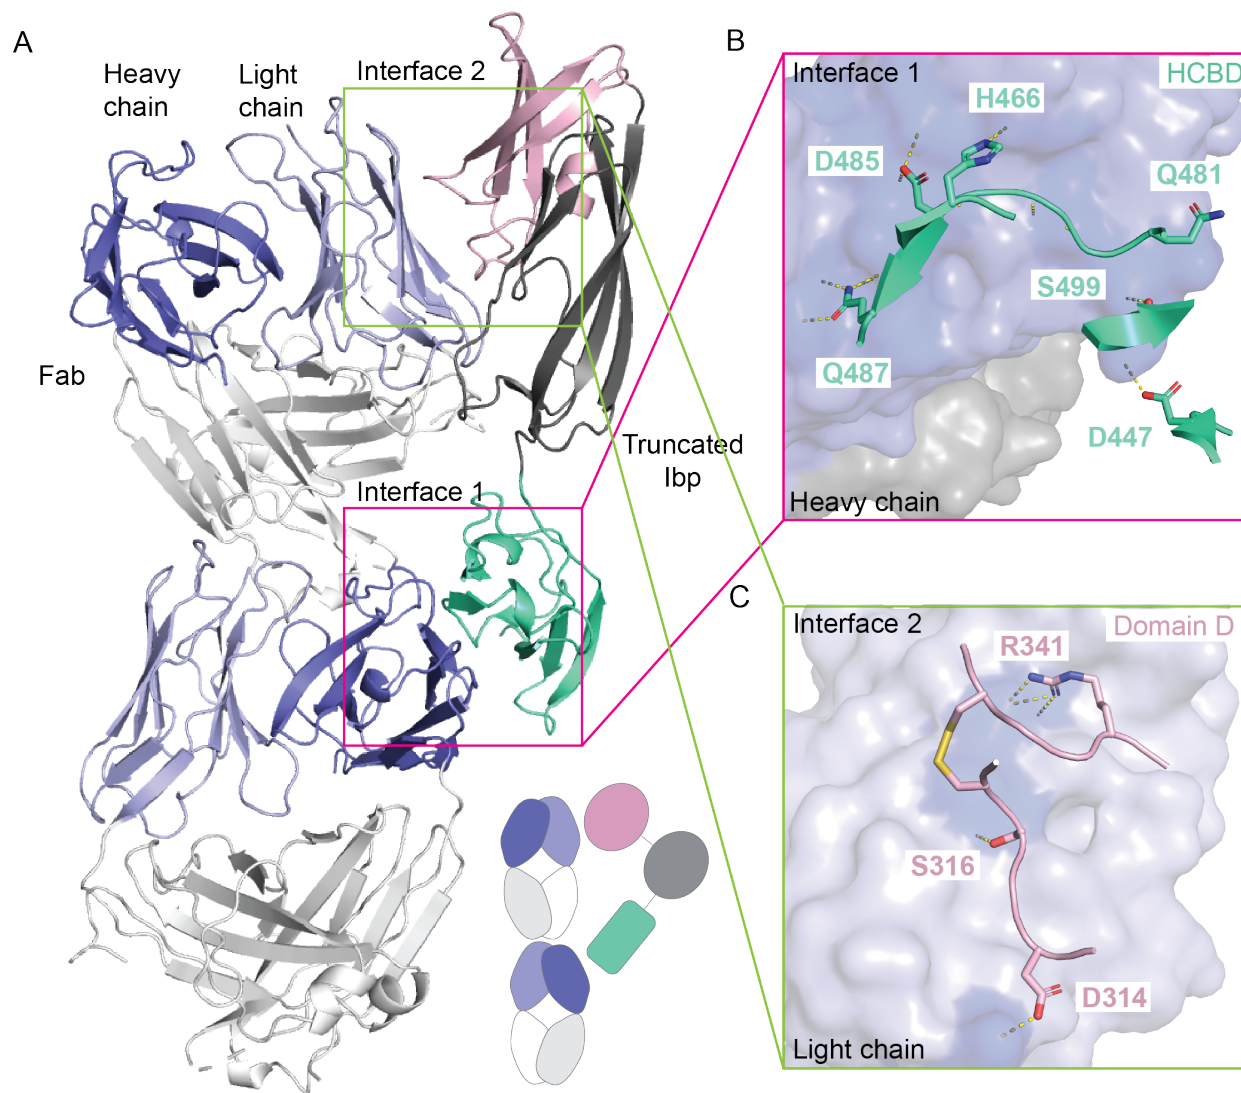 A
Heavy
chain
Light
chain
Interface 2
Fab
Truncated
Ibp
Interface 1
B
Interface 1
HCBD
H466
D485
Q481
S499
Q487
D447
Heavy chain
C
Interface 2
Domain D
R341
S316
D314
Light chain